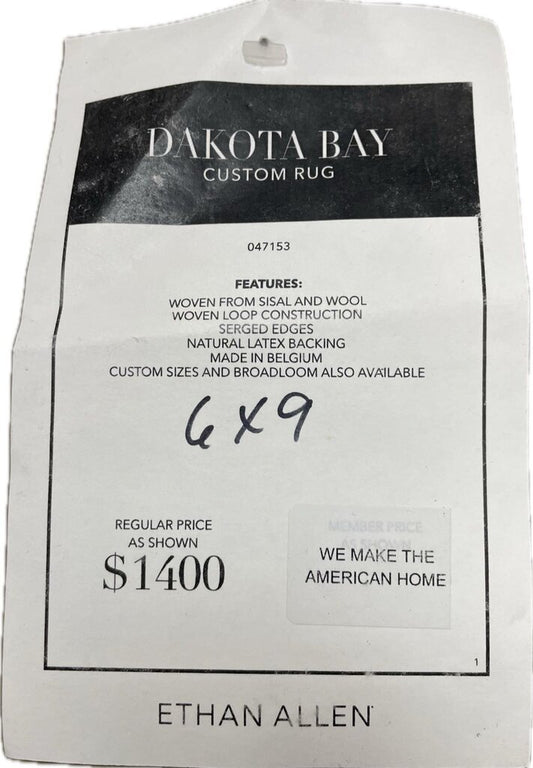 DAKOTA BAY
CUSTOM RUG
047153
FEATURES:
WOVEN FROM SISAL AND WOOL
WOVEN LOOP CONSTRUCTION
SERGED EDGES
NATURAL LATEX BACKING
MADE IN BELGIUM
CUSTOM SIZES AND BROADLOOM ALSO AVAILABLE
6x9
REGULAR PRICE
AS SHOWN
$1400
MEMBER PRICE
AS SHOWN
WE MAKE THE
AMERICAN HOME
1
ETHAN ALLEN